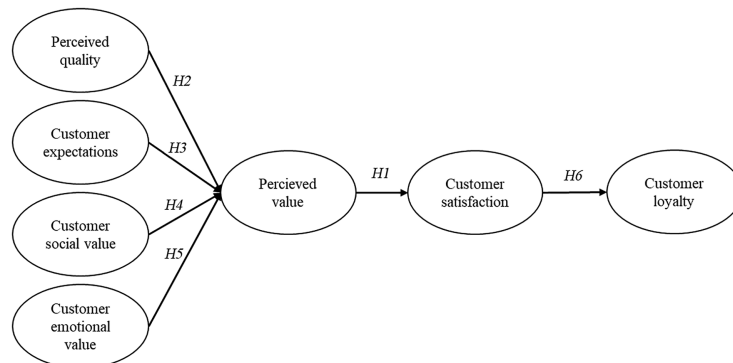 Perceived
quality
H2
Customer
expectations
H3
Customer
social value
H4
Customer
emotional
value
H5
Percieved
value
H1
Customer
satisfaction
H6
Customer
loyalty